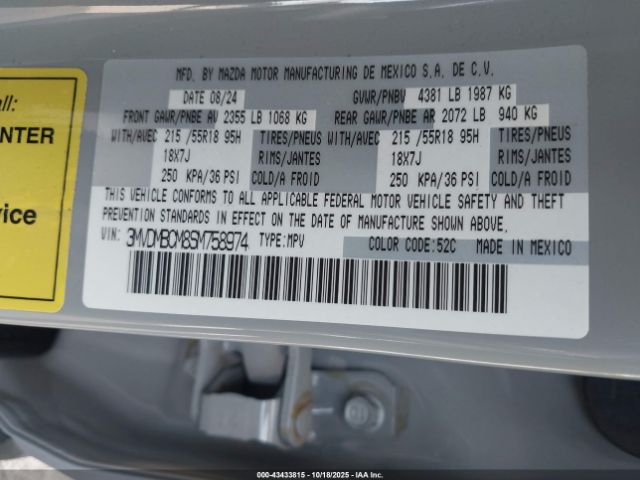 all:
ENTER
vice
MFD. BY MAZDA MOTOR MANUFACTURING DE MEXICO S.A. DE C.V.
DATE 08/24 GVWR/PNBV 4381 LB 1987 KG
FRONT GAWR/PNBE AV 2355 LB 1068 KG REAR GAWR/PNBE AR 2072 LB 940 KG
WITH/AVEC 215 /55R18 95H TIRES/PNEUS WITH/AVEC 215 /55R18 95H TIRES/PNEUS
18X7J RIMS/JANTES 18X7J RIMS/JANTES
250 KPA/36 PSI COLD/A FROID 250 KPA/36 PSI COLD/A FROID
THIS VEHICLE CONFORMS TO ALL APPLICABLE FEDERAL MOTOR VEHICLE SAFETY AND THEFT
PREVENTION STANDARDS IN EFFECT ON THE DATE OF MANUFACTURE SHOWN ABOVE.
VIN: 3MVDMBCM8SM758974 TYPE: MPV COLOR CODE: 52C MADE IN MEXICO
000-43433815 10/18/2025 IAA Inc.